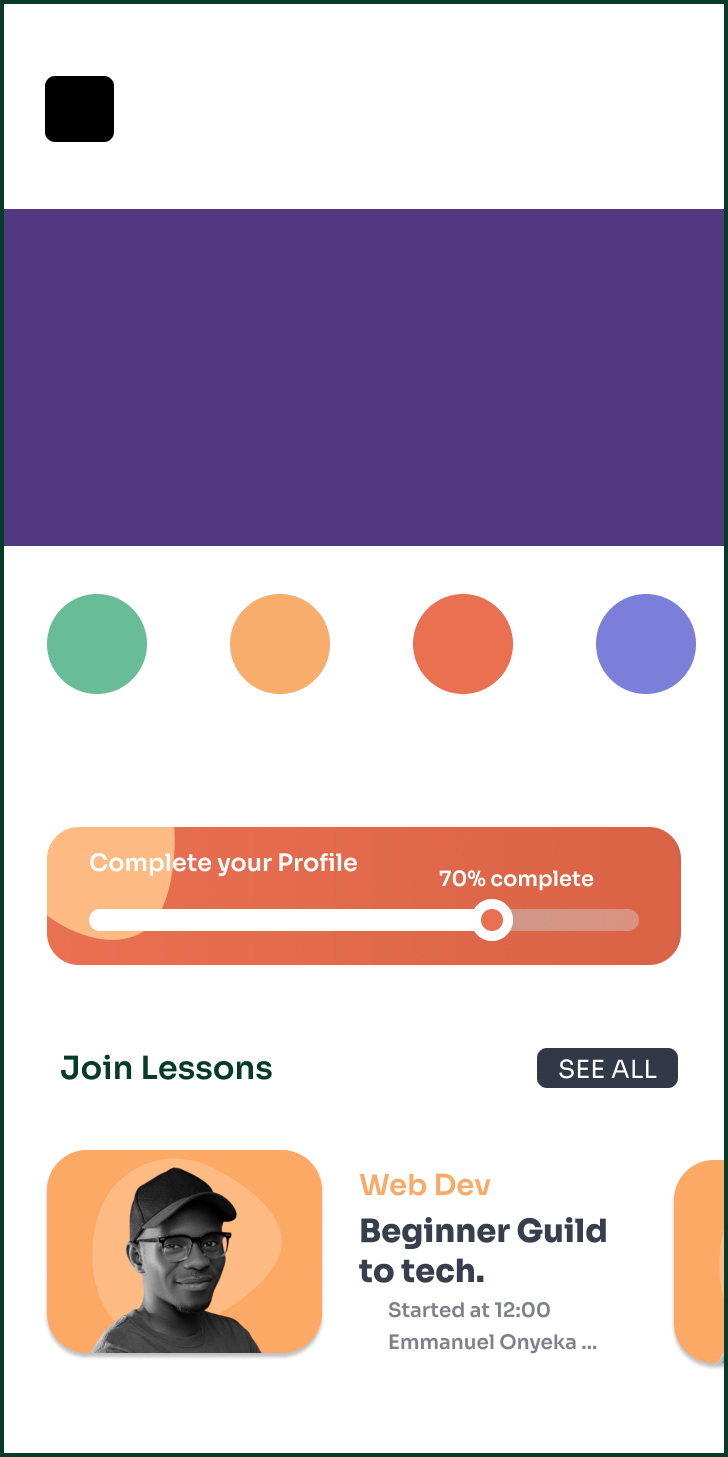 Complete your Profile
70% complete
Join Lessons
SEE ALL
Web Dev
Beginner Guild
to tech.
Started at 12:00
Emmanuel Onyeka ...